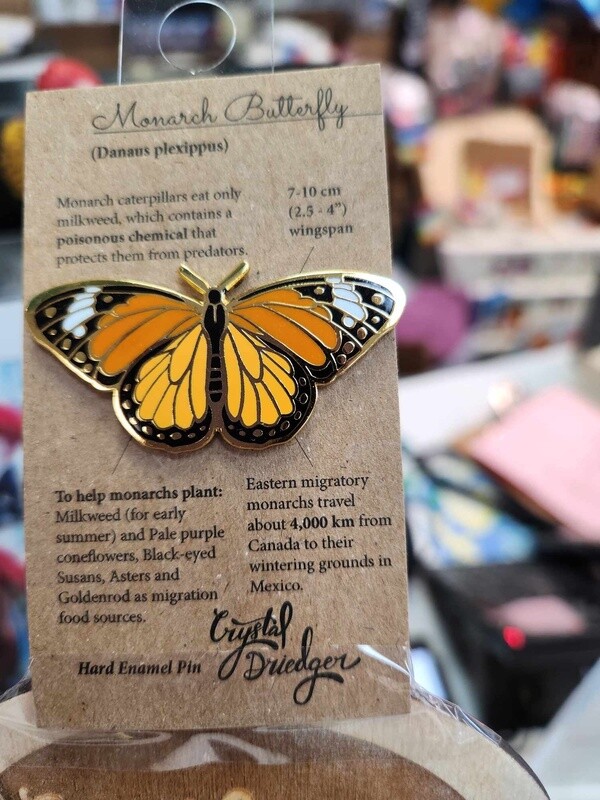 Monarch Butterfly
(Danaus plexippus)
Monarch caterpillars eat only
milkweed, which contains a
poisonous chemical that
protects them from predators.
7-10 cm
(2.5 - 4")
wingspan
To help monarchs plant:
Milkweed (for early
summer) and Pale purple
coneflowers, Black-eyed
Susans, Asters and
Goldenrod as migration
food sources.
Eastern migratory
monarchs travel
about 4,000 km from
Canada to their
wintering grounds in
Mexico.
Hard Enamel Pin
Crystal
Driedger